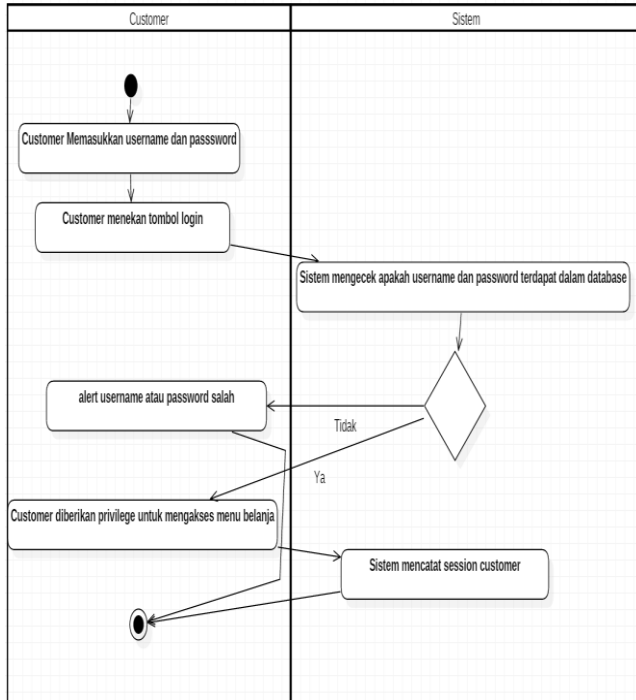 Customer
Sistem
Customer Memasukkan username dan passsword
Customer menekan tombol login
Sistem mengecek apakah username dan password terdapat dalam database
alert username atau password salah
Tidak
Ya
Customer diberikan privilege untuk mengakses menu belanja
Sistem mencatat session customer